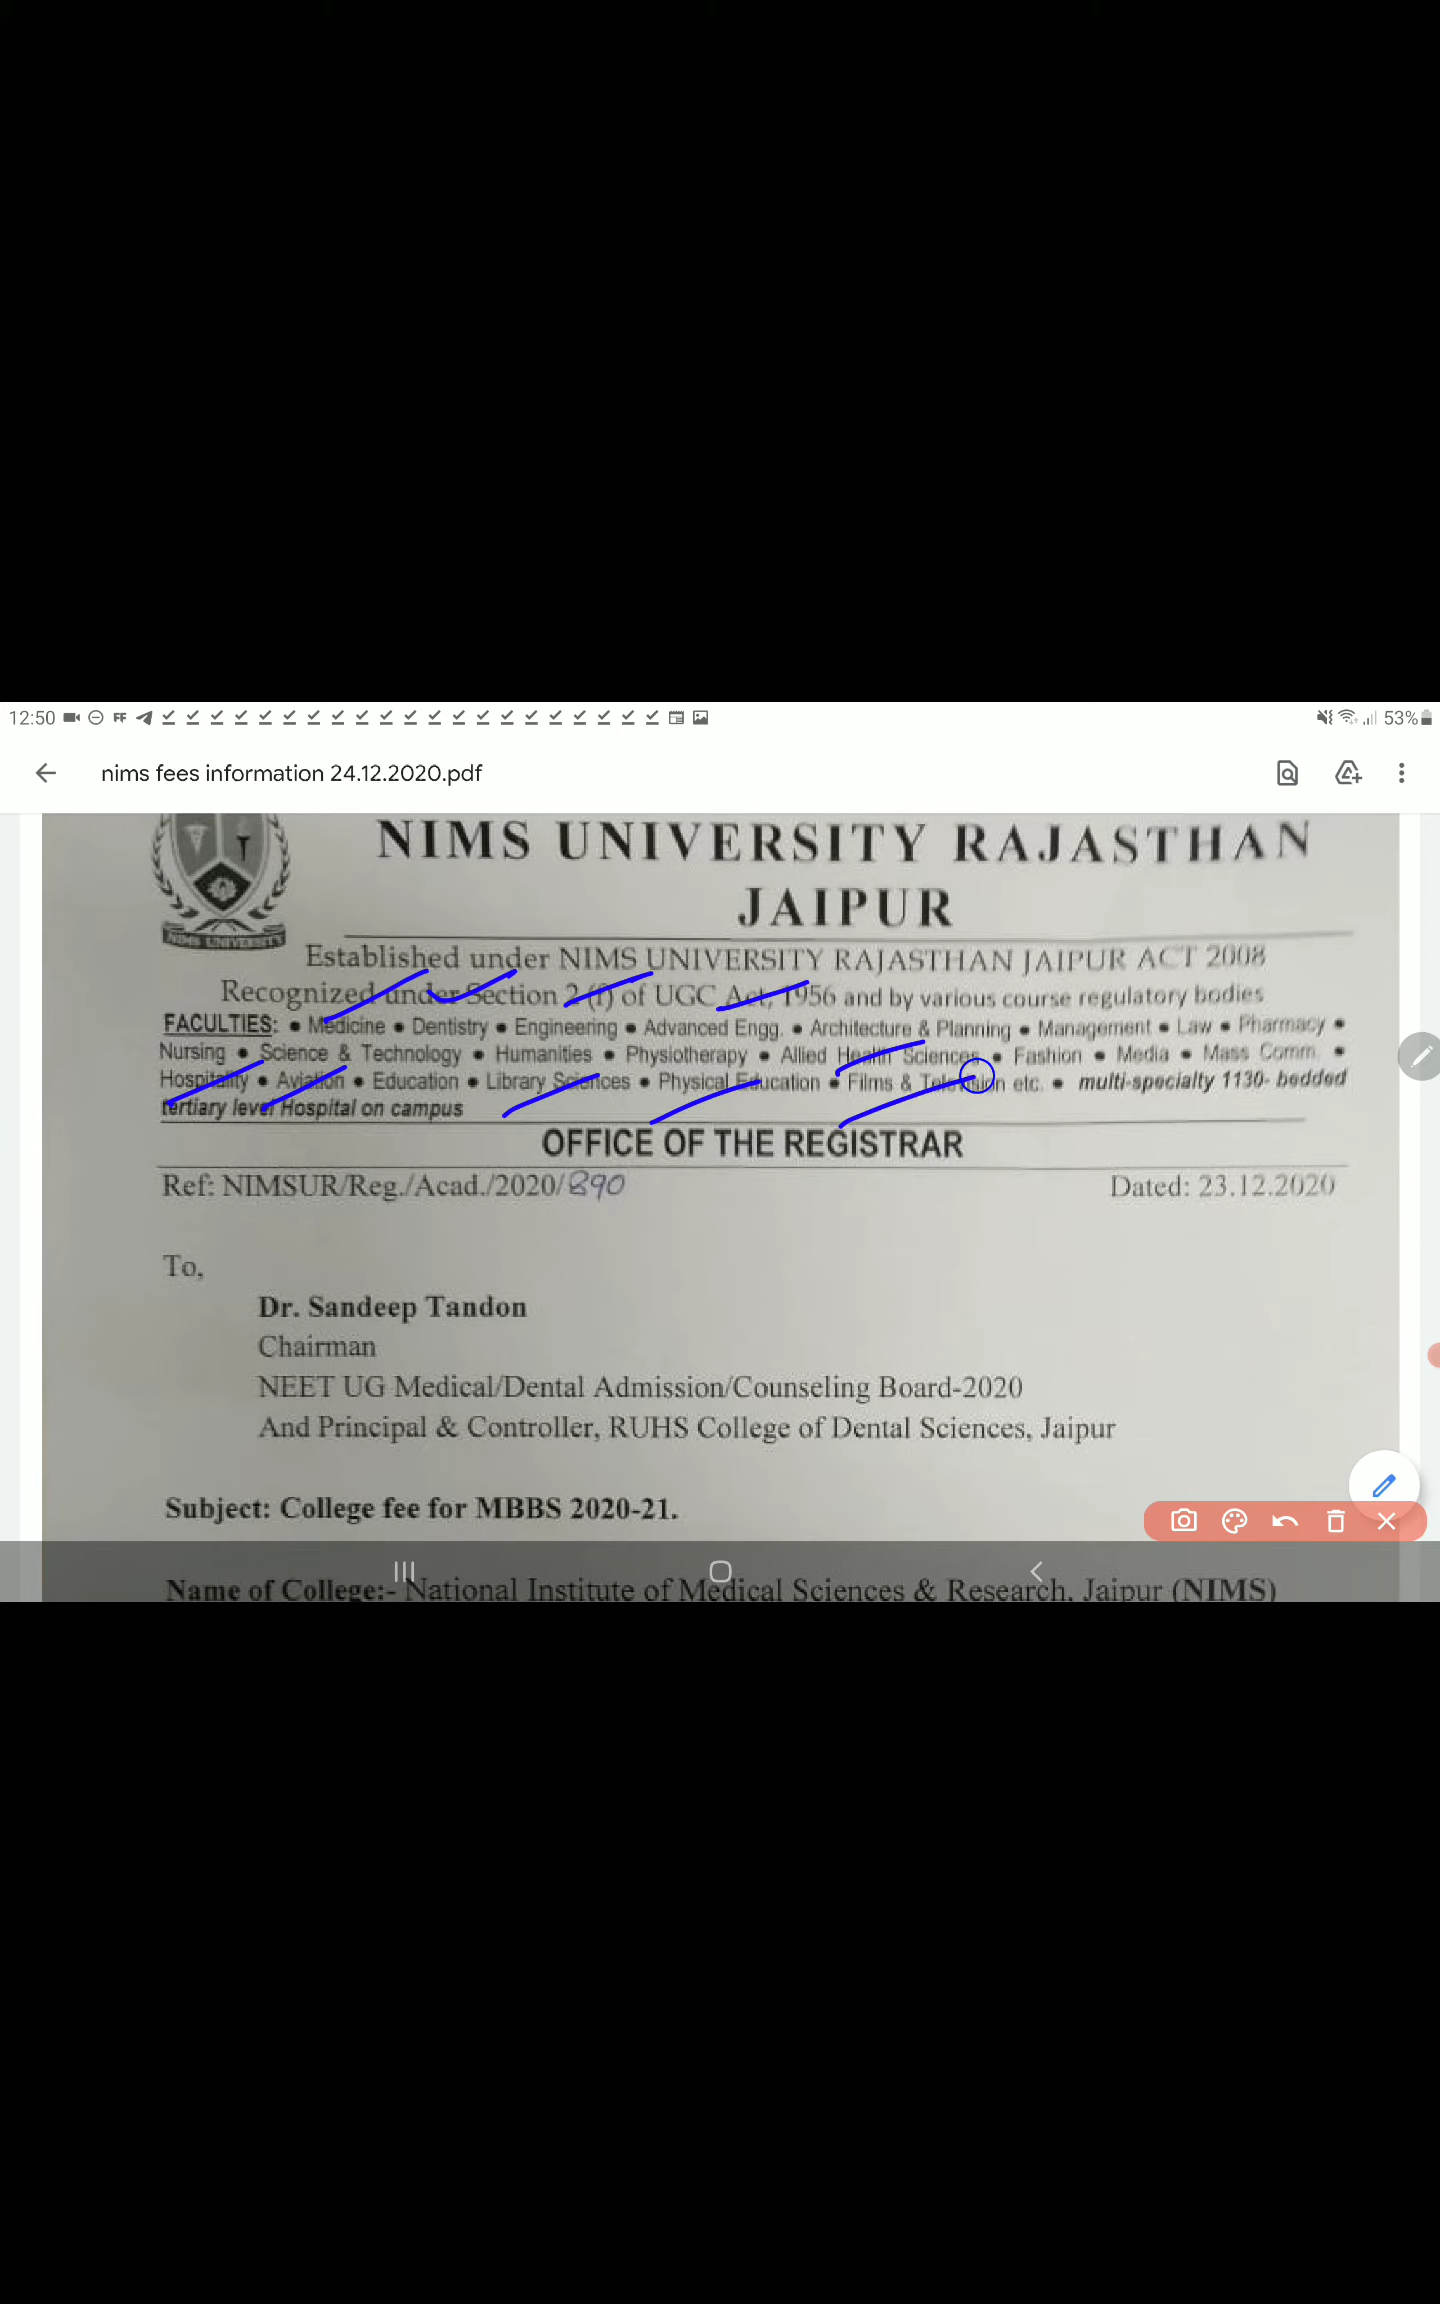 12:50 FF 53%
nims fees information 24.12.2020.pdf
NIMS UNIVERSITY RAJASTHAN
JAIPUR
NIMS UNIVERSITY
Established under NIMS UNIVERSITY RAJASTHAN JAIPUR ACT 2008
Recognized under Section 2 (f) of UGC Act, 1956 and by various course regulatory bodies
FACULTIES: • Medicine • Dentistry • Engineering • Advanced Engg. • Architecture & Planning • Management • Law • Pharmacy •
Nursing • Science & Technology • Humanities • Physiotherapy • Allied Health Sciences • Fashion • Media • Mass Comm. •
Hospitality • Aviation • Education • Library Sciences • Physical Education • Films & Television etc. • multi-specialty 1130- bedded
tertiary level Hospital on campus
OFFICE OF THE REGISTRAR
Ref: NIMSUR/Reg./Acad./2020/890 Dated: 23.12.2020
To,
Dr. Sandeep Tandon
Chairman
NEET UG Medical/Dental Admission/Counseling Board-2020
And Principal & Controller, RUHS College of Dental Sciences, Jaipur
Subject: College fee for MBBS 2020-21.
Name of College:- National Institute of Medical Sciences & Research, Jaipur (NIMS)